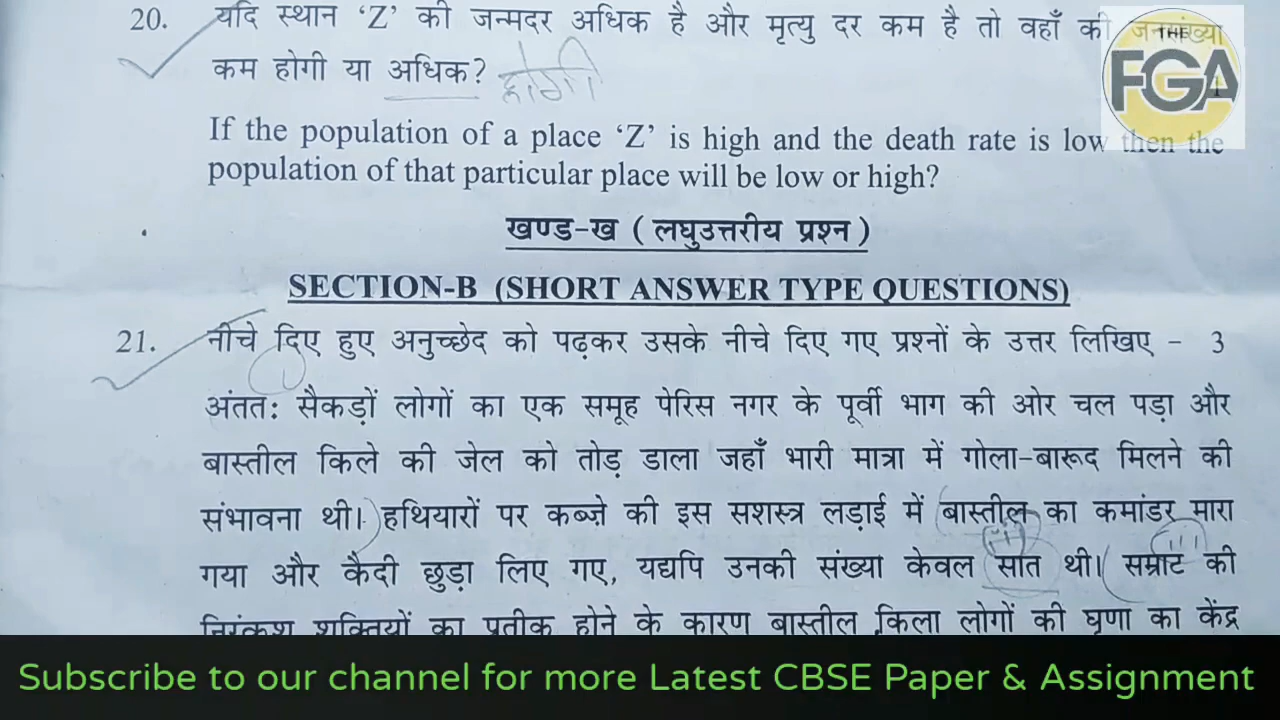 20. यदि स्थान ‘Z’ की जन्मदर अधिक है और मृत्यु दर कम है तो वहाँ की जनसंख्या
कम होगी या अधिक? होगी
THE
FGA
If the population of a place ‘Z’ is high and the death rate is low then the
population of that particular place will be low or high?
खण्ड-ख ( लघुउत्तरीय प्रश्न )
SECTION-B (SHORT ANSWER TYPE QUESTIONS)
21. नीचे दिए हुए अनुच्छेद को पढ़कर उसके नीचे दिए गए प्रश्नों के उत्तर लिखिए - 3
अंततः सैकड़ों लोगों का एक समूह पेरिस नगर के पूर्वी भाग की ओर चल पड़ा और
बास्तील किले की जेल को तोड़ डाला जहाँ भारी मात्रा में गोला-बारूद मिलने की
संभावना थी। हथियारों पर कब्ज़े की इस सशस्त्र लड़ाई में बास्तील का कमांडर मारा
गया और कैदी छुड़ा लिए गए, यद्यपि उनकी संख्या केवल सात थी। सम्राट की
निरंकुश शक्तियों का प्रतीक होने के कारण बास्तील किला लोगों की घृणा का केंद्र
Subscribe to our channel for more Latest CBSE Paper & Assignment